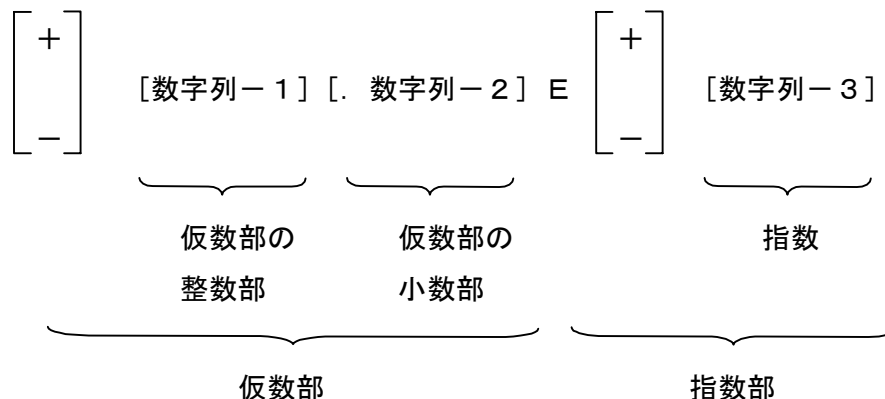 + +
[数字列－１] [. 数字列－２] E [数字列－３]
－ －
仮数部の 仮数部の 指数
整数部 小数部
仮数部 指数部